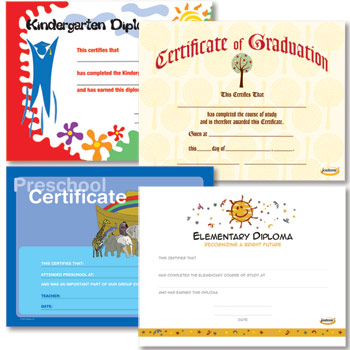 Kindergarten Diplo
This certifies that
has completed the Kinder
and has earned this diplo
Certificate of Graduation
This Certifies That
has completed the course of study
and is therefore awarded this Certificate.
Given at
this day of
Preschool
Certificate
THIS CERTIFIES THAT:
ATTENDED PRESCHOOL AT:
AND WAS AN IMPORTANT PART OF OUR GROUP
TEACHER:
DATE:
ELEMENTARY DIPLOMA
RECOGNIZING A BRIGHT FUTURE
THIS CERTIFIES THAT
HAS COMPLETED THE ELEMENTARY COURSE OF STUDY AT
AND HAS EARNED THIS DIPLOMA
DATE